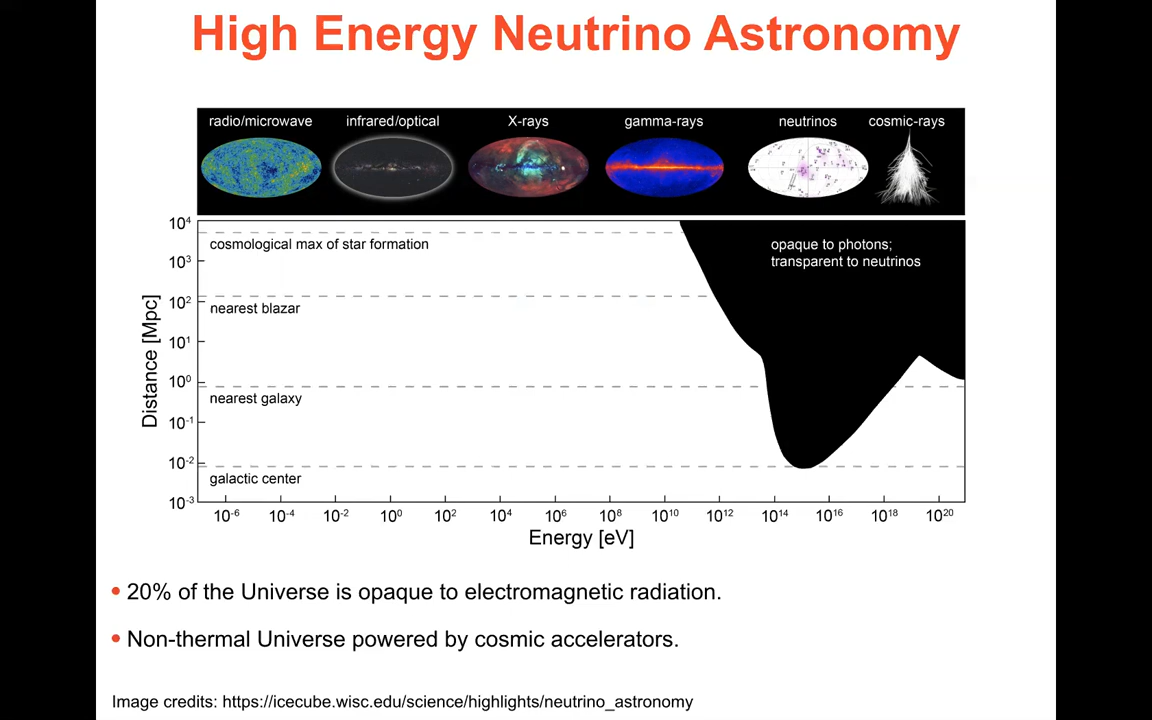 High Energy Neutrino Astronomy
radio/microwave infrared/optical X-rays gamma-rays neutrinos cosmic-rays
10⁴
cosmological max of star formation
opaque to photons;
transparent to neutrinos
10³
10²
nearest blazar
10¹
10⁰
nearest galaxy
10⁻¹
10⁻²
galactic center
10⁻³
Distance [Mpc]
10⁻⁶ 10⁻⁴ 10⁻² 10⁰ 10² 10⁴ 10⁶ 10⁸ 10¹⁰ 10¹² 10¹⁴ 10¹⁶ 10¹⁸ 10²⁰
Energy [eV]
• 20% of the Universe is opaque to electromagnetic radiation.
• Non-thermal Universe powered by cosmic accelerators.
Image credits: https://icecube.wisc.edu/science/highlights/neutrino_astronomy